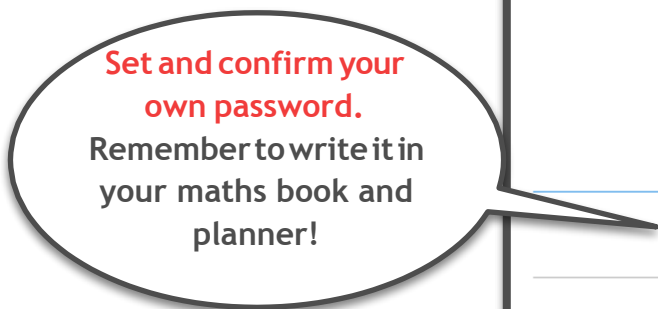 Set and confirm your
own password.
Remember to write it in
your maths book and
planner!